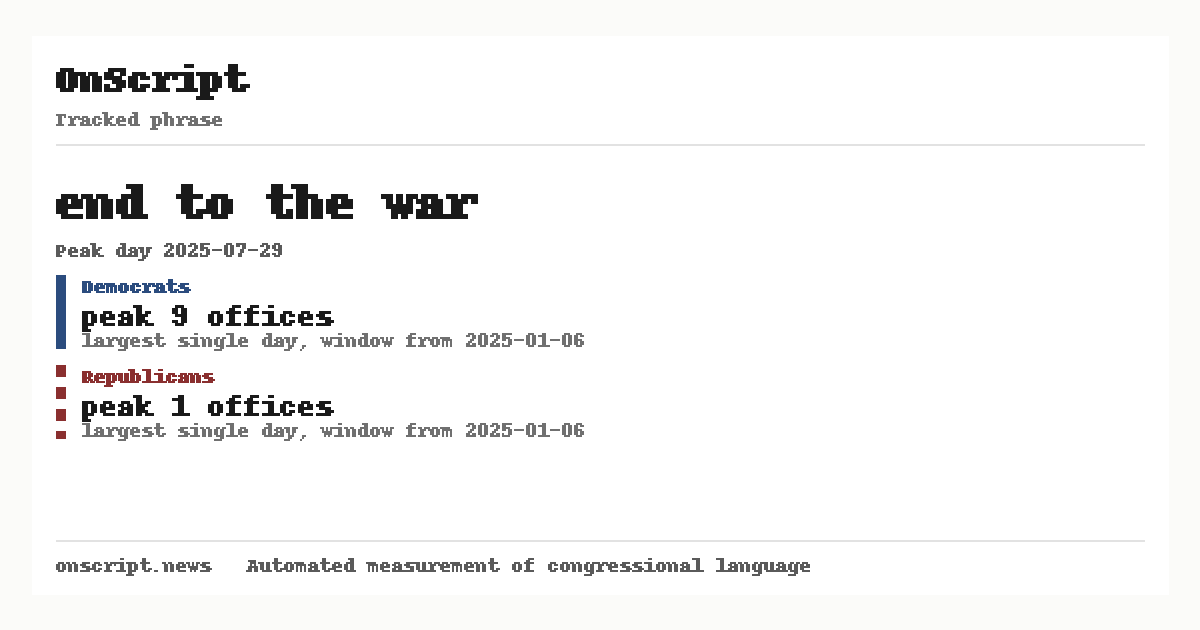 OnScript
Tracked phrase
end to the war
Peak day 2025-07-29
Democrats
peak 9 offices
largest single day, window from 2025-01-06
Republicans
peak 1 offices
largest single day, window from 2025-01-06
onscript.news Automated measurement of congressional language